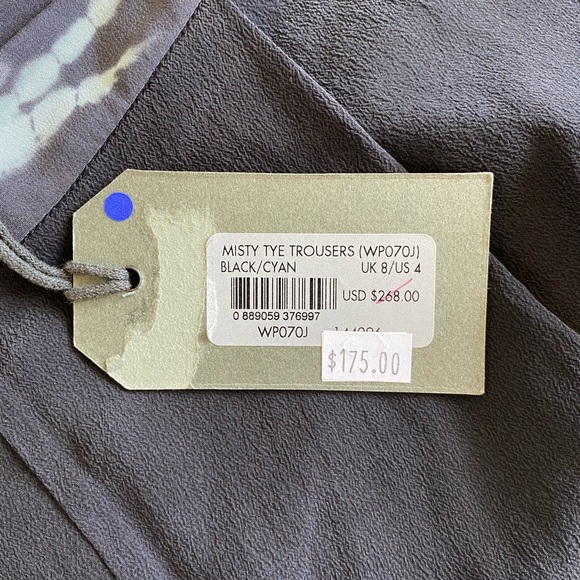 MISTY TYE TROUSERS (WP070J)
BLACK/CYAN UK 8/US 4
USD $268.00
0 889059 376997
WP070J
$175.00